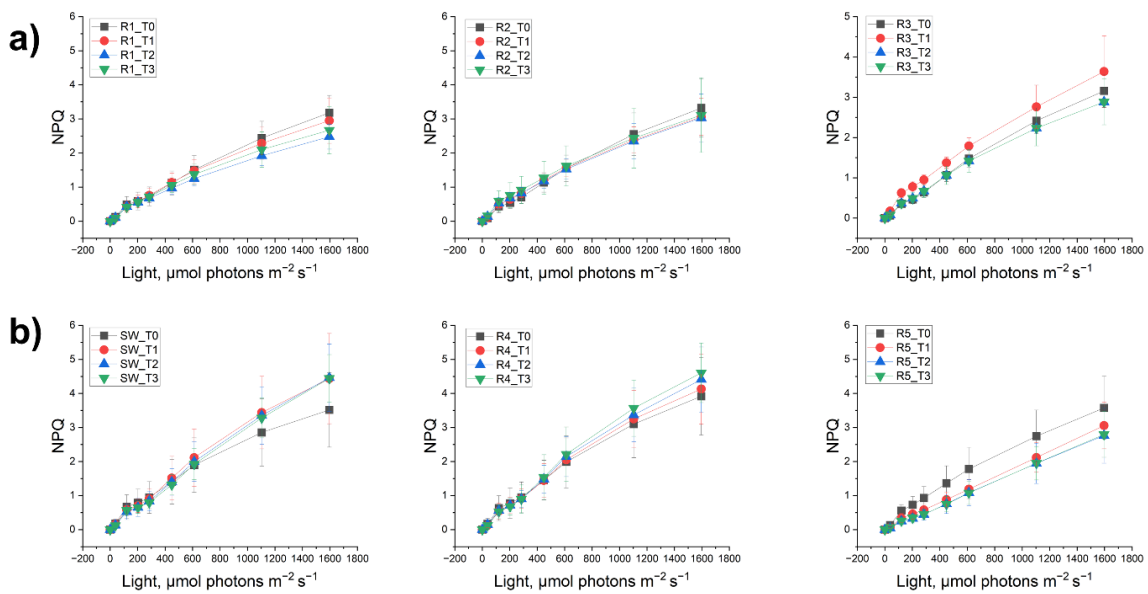 a)
NPQ
6
5
4
3
2
1
0
R1_T0
R1_T1
R1_T2
R1_T3
−200 0 200 400 600 800 1000 1200 1400 1600 1800
Light, µmol photons m⁻² s⁻¹
NPQ
6
5
4
3
2
1
0
R2_T0
R2_T1
R2_T2
R2_T3
−200 0 200 400 600 800 1000 1200 1400 1600 1800
Light, µmol photons m⁻² s⁻¹
NPQ
5
4
3
2
1
0
R3_T0
R3_T1
R3_T2
R3_T3
−200 0 200 400 600 800 1000 1200 1400 1600 1800
Light, µmol photons m⁻² s⁻¹
b)
NPQ
6
5
4
3
2
1
0
SW_T0
SW_T1
SW_T2
SW_T3
−200 0 200 400 600 800 1000 1200 1400 1600 1800
Light, µmol photons m⁻² s⁻¹
NPQ
6
5
4
3
2
1
0
R4_T0
R4_T1
R4_T2
R4_T3
−200 0 200 400 600 800 1000 1200 1400 1600 1800
Light, µmol photons m⁻² s⁻¹
NPQ
6
5
4
3
2
1
0
R5_T0
R5_T1
R5_T2
R5_T3
−200 0 200 400 600 800 1000 1200 1400 1600 1800
Light, µmol photons m⁻² s⁻¹